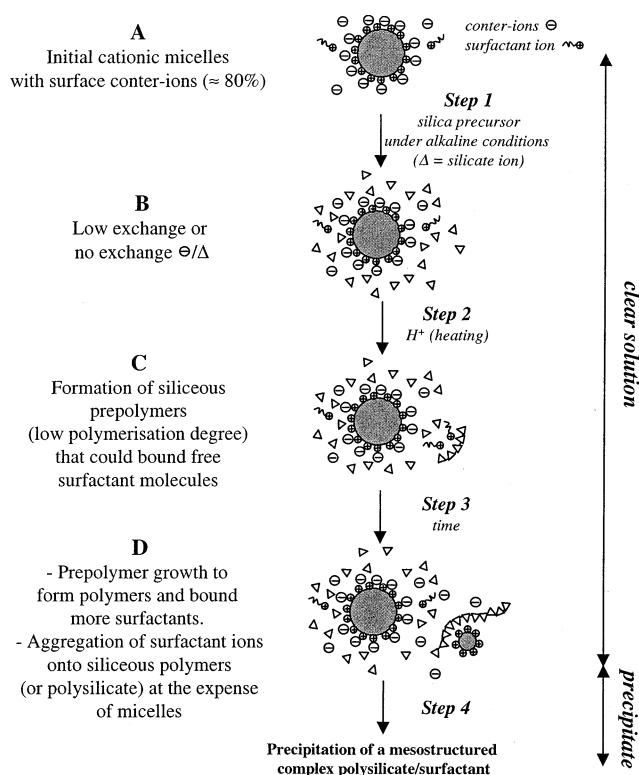 conter-ions ⊖
surfactant ion
A
Initial cationic micelles
with surface conter-ions (≈ 80%)
Step 1
silica precursor
under alkaline conditions
(Δ = silicate ion)
B
Low exchange or
no exchange ⊖/Δ
Step 2
H⁺ (heating)
C
Formation of siliceous
prepolymers
(low polymerisation degree)
that could bound free
surfactant molecules
Step 3
time
D
- Prepolymer growth to
form polymers and bound
more surfactants.
- Aggregation of surfactant ions
onto siliceous polymers
(or polysilicate) at the expense
of micelles
Step 4
Precipitation of a mesostructured
complex polysilicate/surfactant
clear solution
precipitate